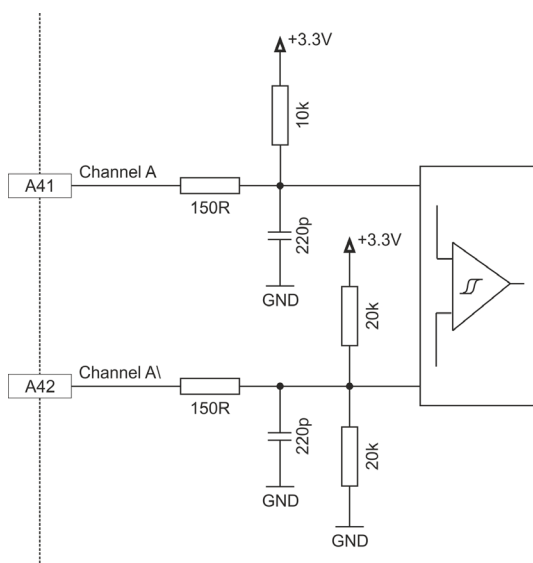 +3.3V
10k
A41
Channel A
150R
220p
GND
+3.3V
20k
A42
Channel A\
150R
220p
20k
GND
GND